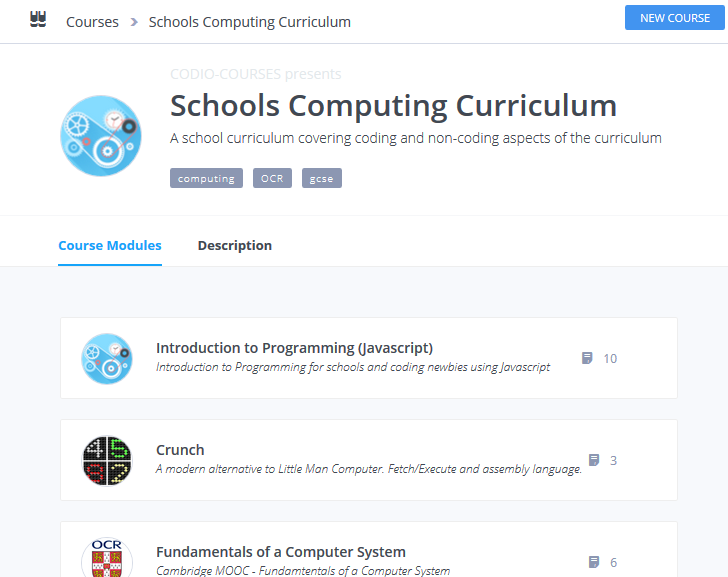 Courses > Schools Computing Curriculum
NEW COURSE
CODIO-COURSES presents
Schools Computing Curriculum
A school curriculum covering coding and non-coding aspects of the curriculum
computing OCR gcse
Course Modules Description
Introduction to Programming (Javascript)
Introduction to Programming for schools and coding newbies using Javascript
10
45
92
Crunch
A modern alternative to Little Man Computer. Fetch/Execute and assembly language.
3
OCR
Fundamentals of a Computer System
Cambridge MOOC - Fundamtentals of a Computer System
6